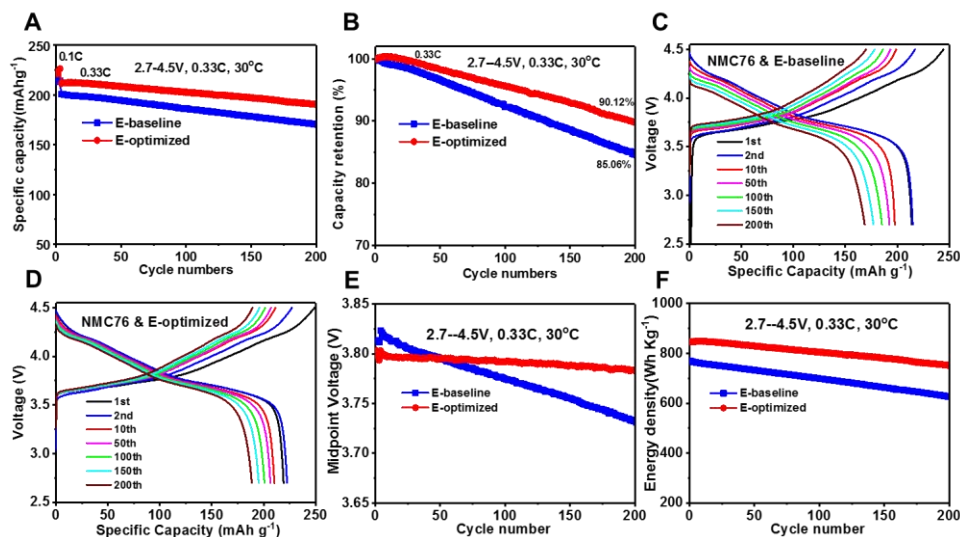 A
250
200
150
100
50
0
50
100
150
200
Specific capacity(mAhg⁻¹)
Cycle numbers
0.1C
0.33C
2.7-4.5V, 0.33C, 30°C
E-baseline
E-optimized
B
100
90
80
70
0
50
100
150
200
Capacity retention (%)
Cycle numbers
0.33C
2.7--4.5V, 0.33C, 30°C
90.12%
E-baseline
E-optimized
85.06%
C
4.5
4.0
3.5
3.0
2.5
0
50
100
150
200
250
Voltage (V)
Specific Capacity (mAh g⁻¹)
NMC76 & E-baseline
1st
2nd
10th
50th
100th
150th
200th
D
4.5
4.0
3.5
3.0
2.5
0
50
100
150
200
250
Voltage (V)
Specific Capacity (mAh g⁻¹)
NMC76 & E-optimized
1st
2nd
10th
50th
100th
150th
200th
E
3.85
3.80
3.75
3.70
3.65
0
50
100
150
200
Midpoint Voltage (V)
Cycle number
2.7--4.5V, 0.33C, 30°C
E-baseline
E-optimized
F
1000
800
600
400
200
0
50
100
150
200
Energy density(Wh Kg⁻¹)
Cycle number
2.7--4.5V, 0.33C, 30°C
E-baseline
E-optimized